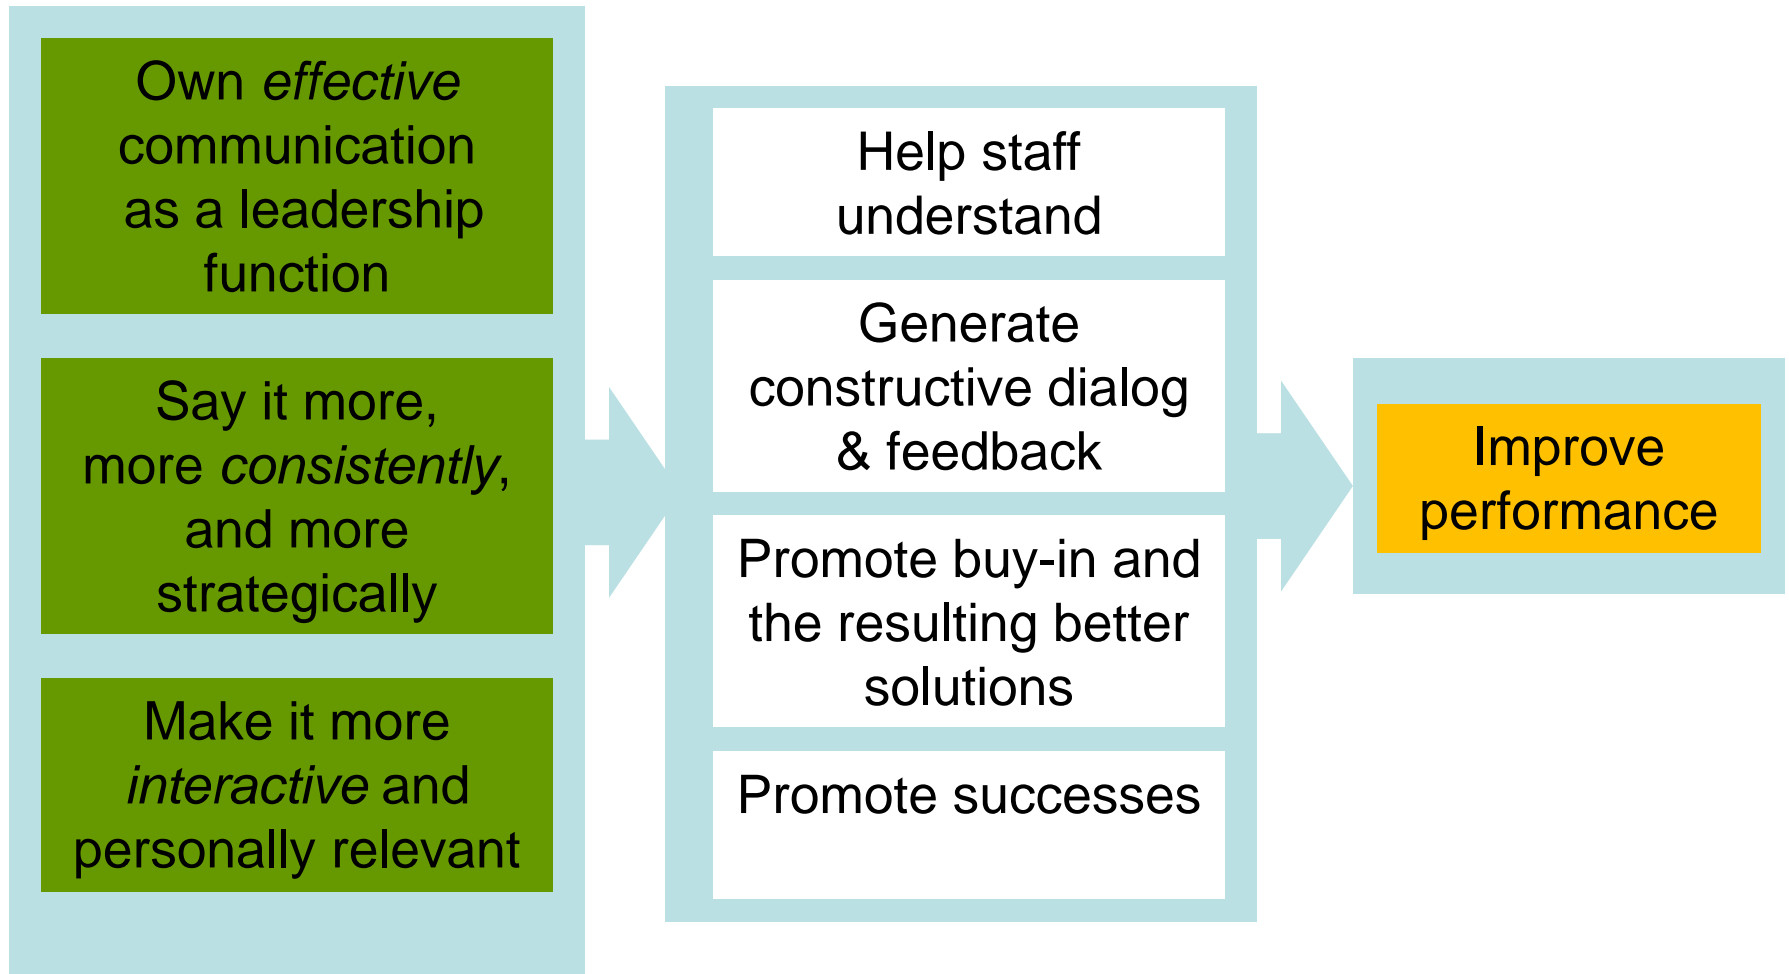 Own effective
communication
as a leadership
function
Say it more,
more consistently,
and more
strategically
Make it more
interactive and
personally relevant
Help staff
understand
Generate
constructive dialog
& feedback
Promote buy-in and
the resulting better
solutions
Promote successes
Improve
performance